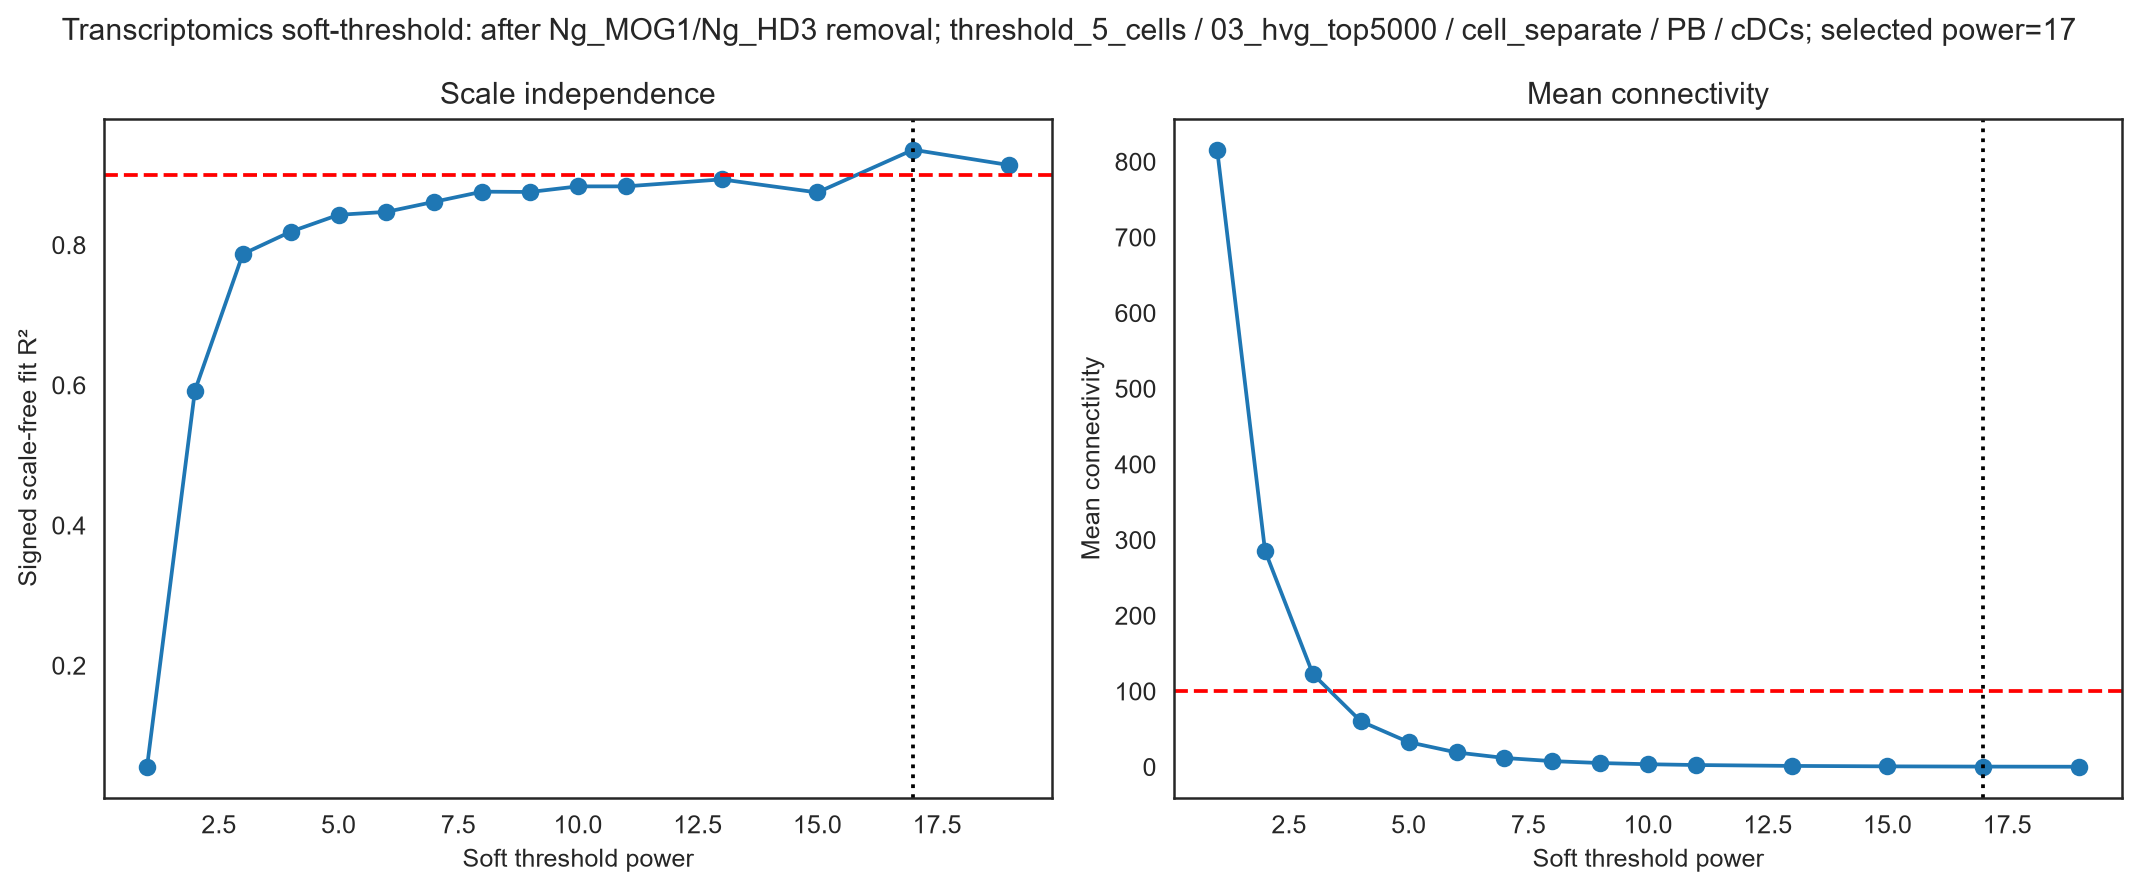 Transcriptomics soft-threshold: after Ng_MOG1/Ng_HD3 removal; threshold_5_cells / 03_hvg_top5000 / cell_separate / PB / cDCs; selected power=17
Scale independence
Signed scale-free fit R²
0.8
0.6
0.4
0.2
2.5 5.0 7.5 10.0 12.5 15.0 17.5
Soft threshold power
Mean connectivity
Mean connectivity
800
700
600
500
400
300
200
100
0
2.5 5.0 7.5 10.0 12.5 15.0 17.5
Soft threshold power